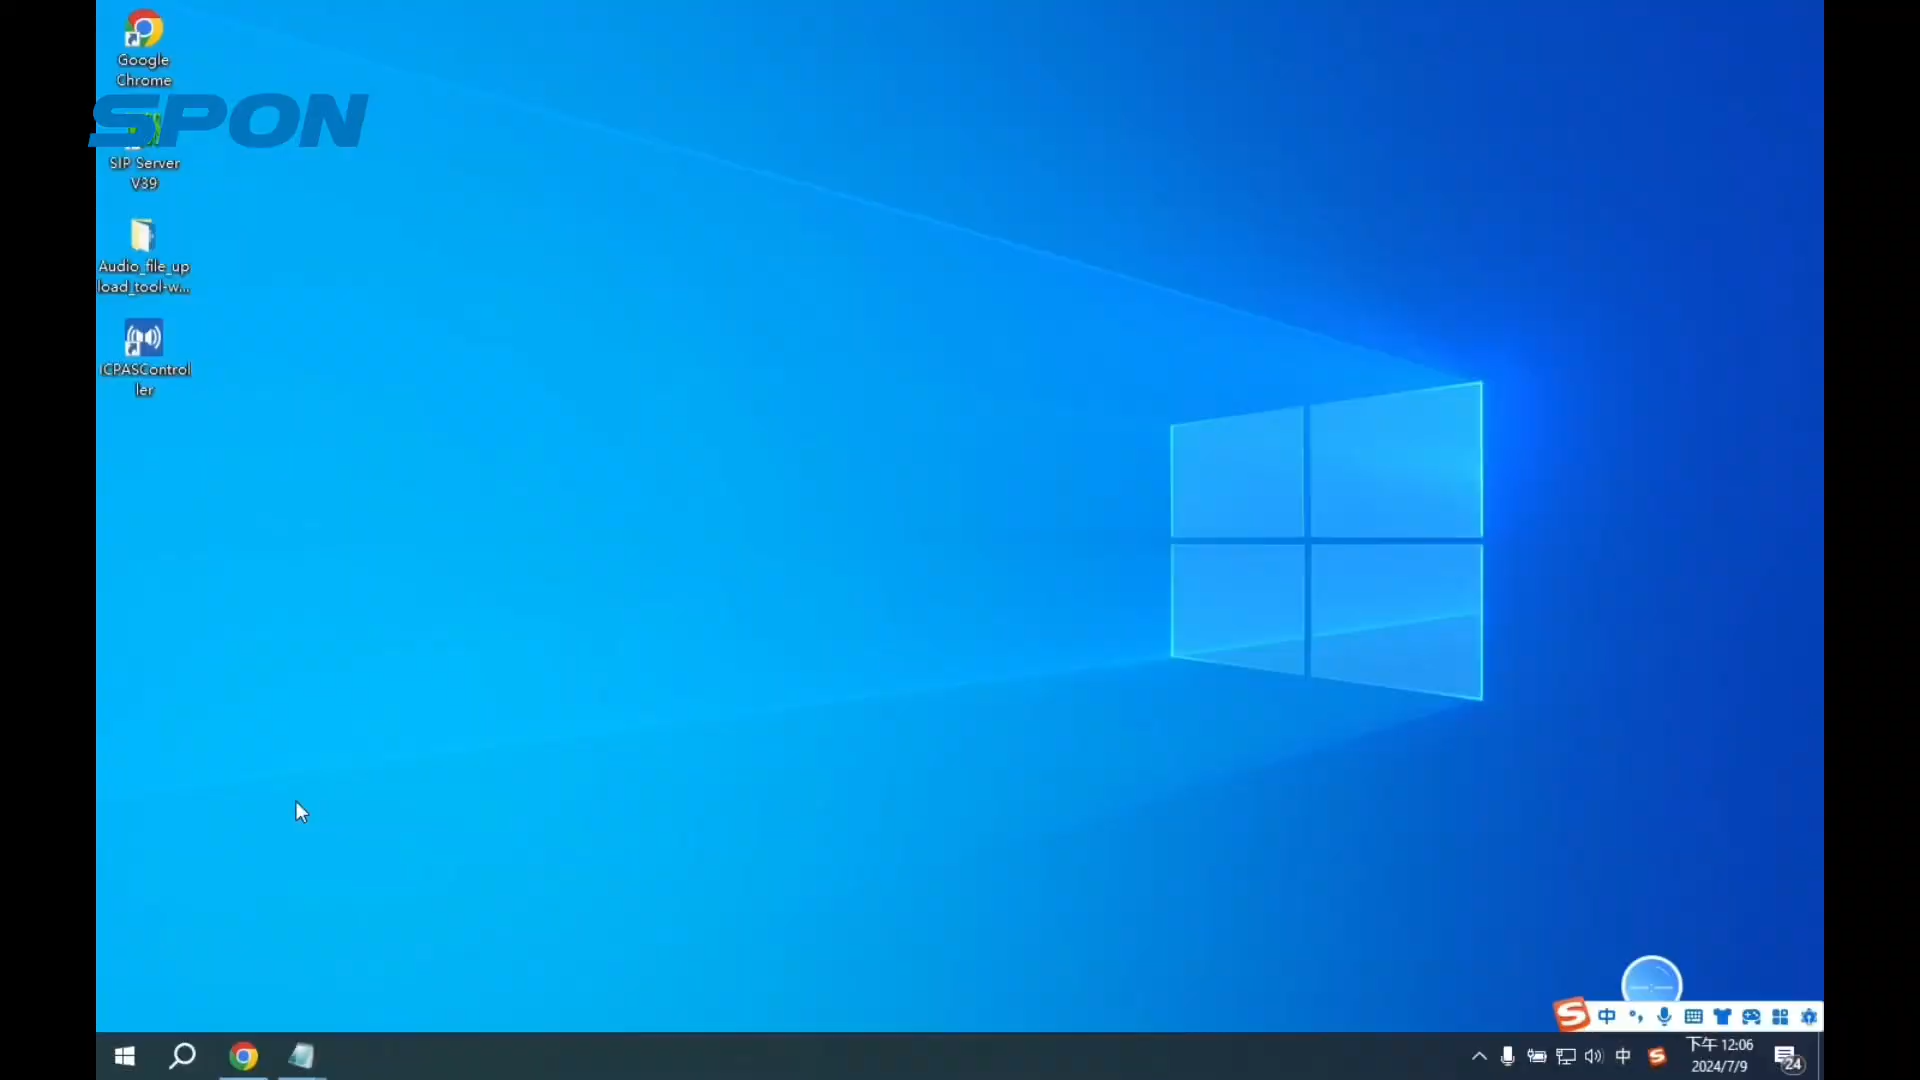 Google
Chrome
SPON
SIP Server
V39
Audio_file_up
load_tool-w...
ICPASControl
ler
S 中
中 S
下午 12:06
2024/7/9
24